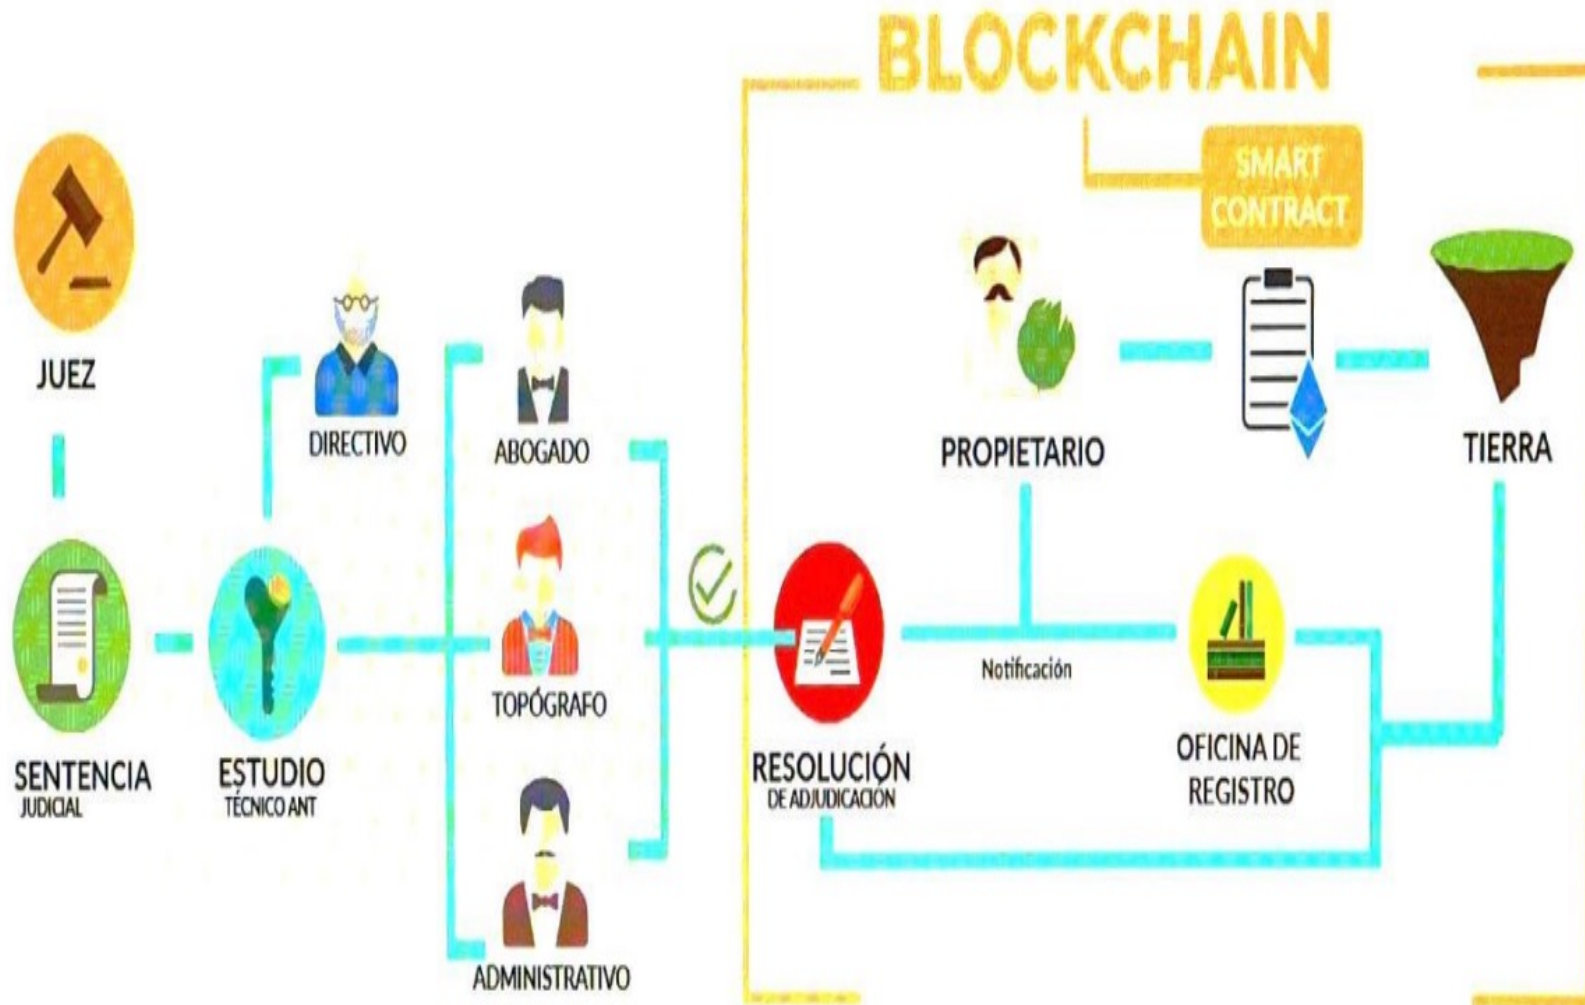 BLOCKCHAIN
SMART
CONTRACT
JUEZ
DIRECTIVO
ABOGADO
PROPIETARIO
TIERRA
SENTENCIA
JUDICIAL
ESTUDIO
TÉCNICO ANT
TOPÓGRAFO
RESOLUCIÓN
DE ADJUDICACIÓN
Notificación
OFICINA DE
REGISTRO
ADMINISTRATIVO